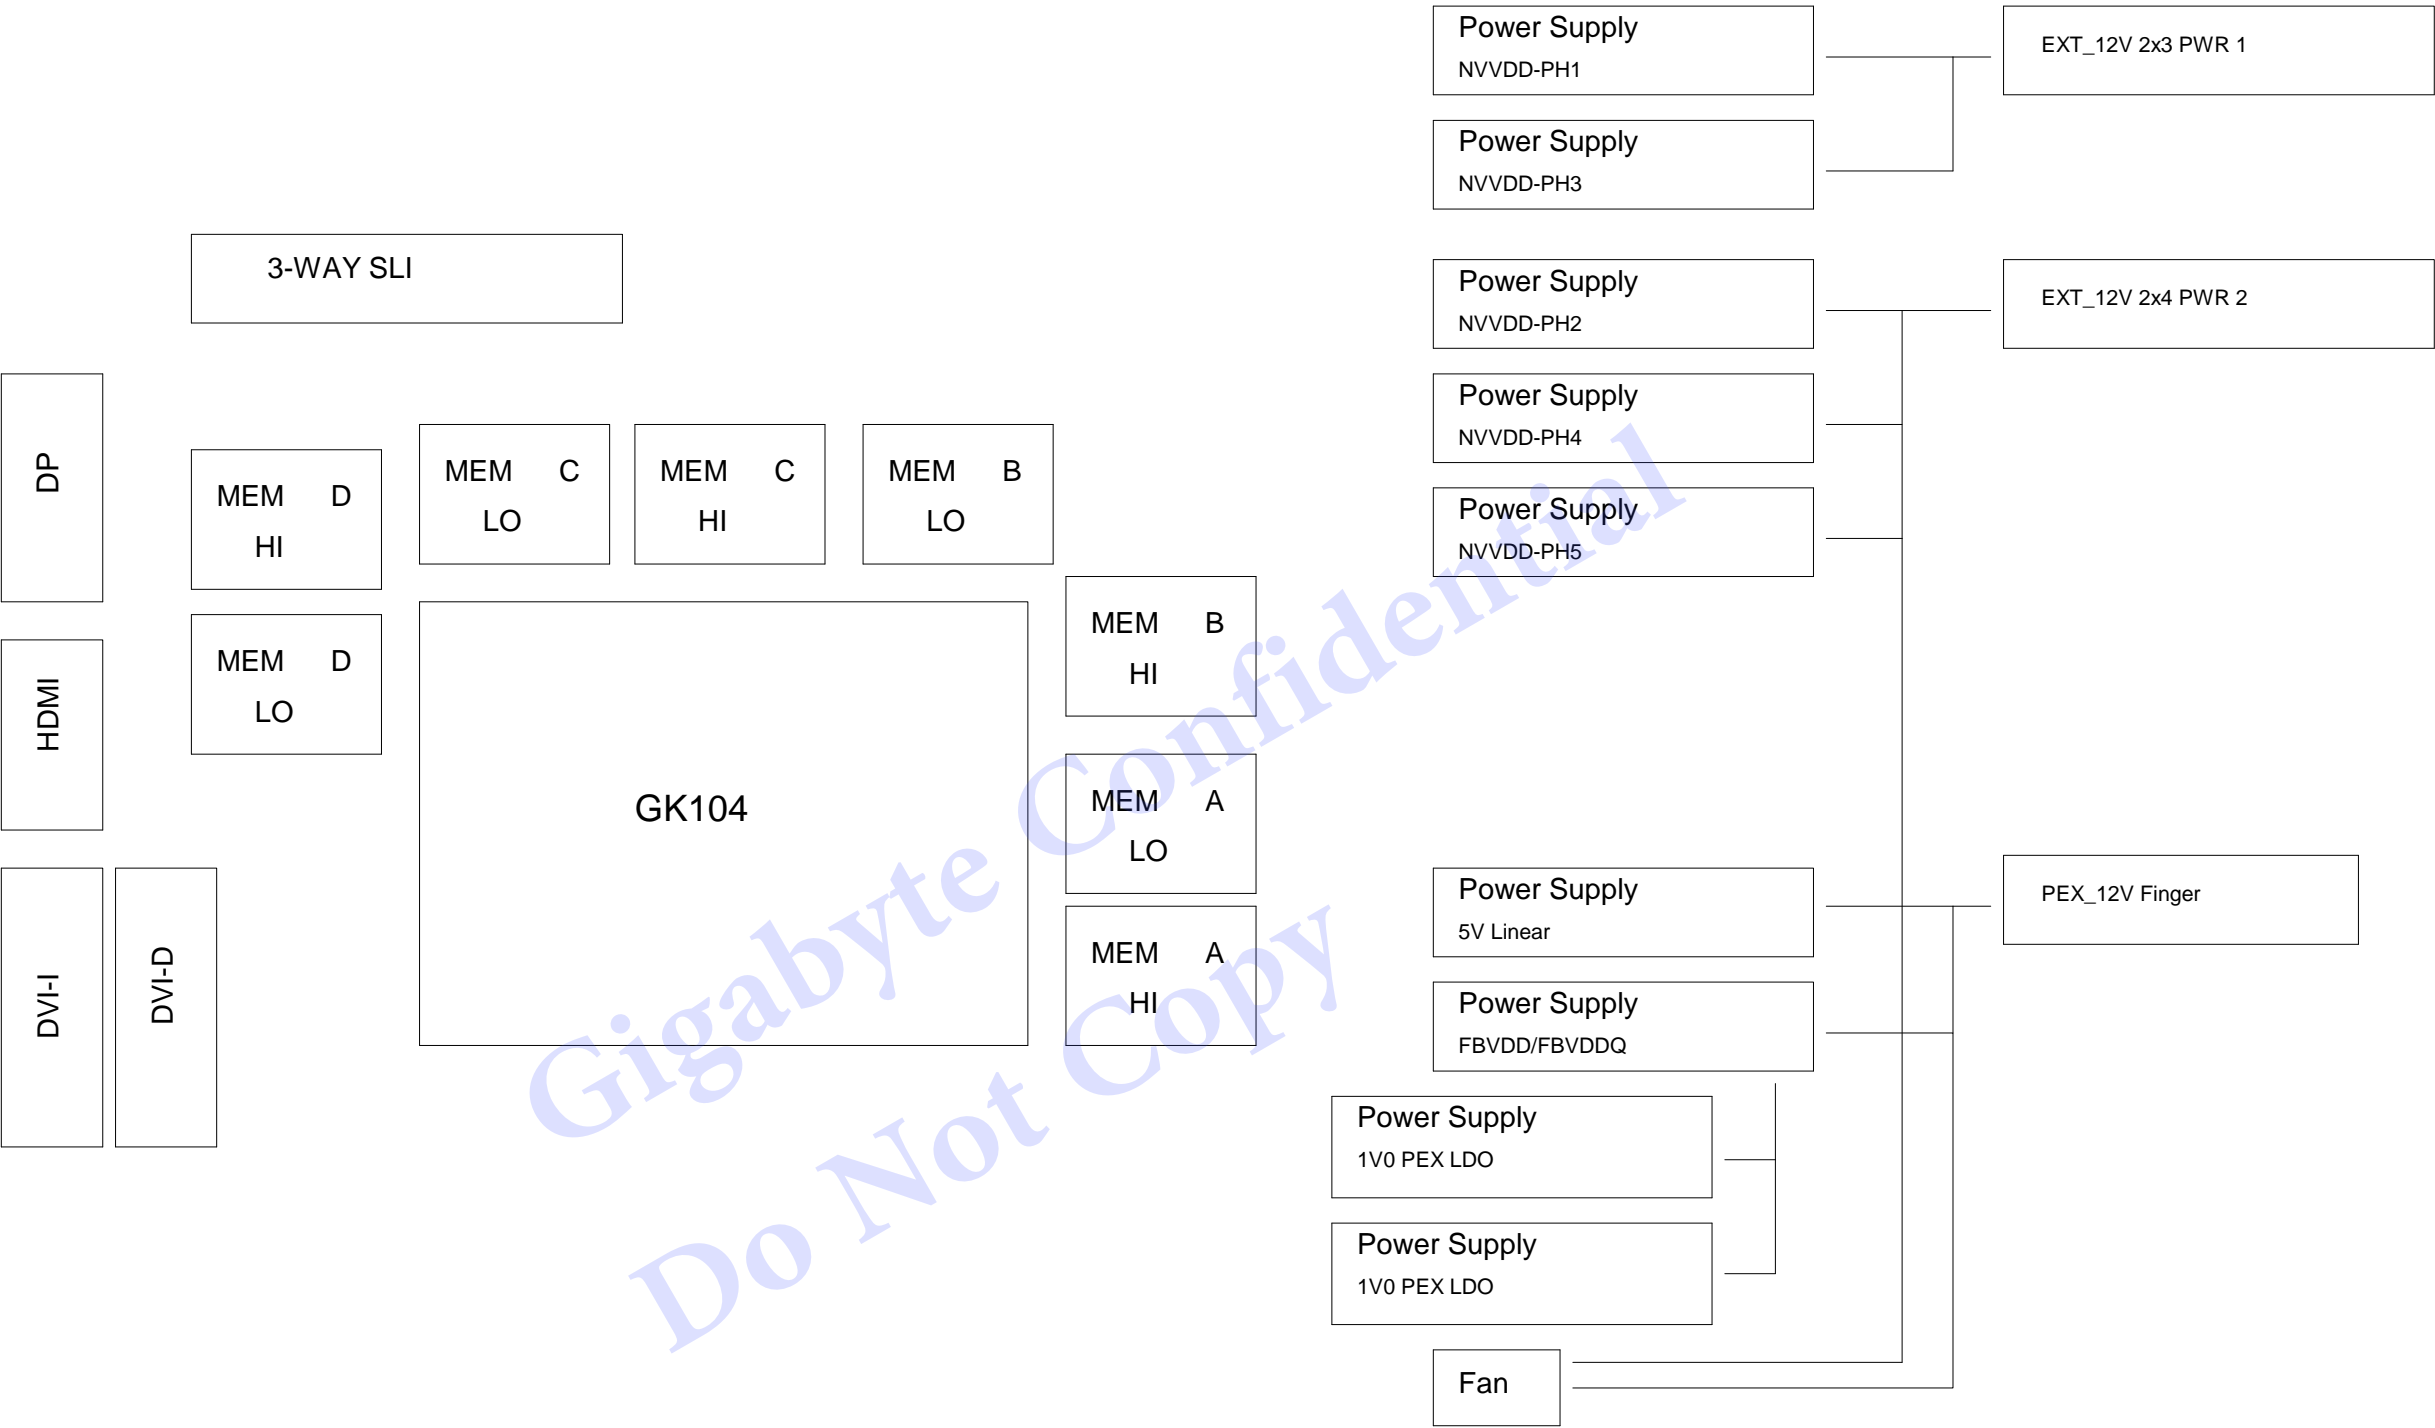 Power Supply
NVVDD-PH1
EXT_12V 2x3 PWR 1
Power Supply
NVVDD-PH3
3-WAY SLI
Power Supply
NVVDD-PH2
EXT_12V 2x4 PWR 2
Power Supply
NVVDD-PH4
Power Supply
NVVDD-PH5
DP
HDMI
DVI-I
DVI-D
MEM D
HI
MEM D
LO
MEM C
LO
MEM C
HI
MEM B
LO
MEM B
HI
MEM A
LO
MEM A
HI
GK104
Power Supply
5V Linear
PEX_12V Finger
Power Supply
FBVDD/FBVDDQ
Power Supply
1V0 PEX LDO
Power Supply
1V0 PEX LDO
Fan
Gigabyte Confidential
Do Not Copy